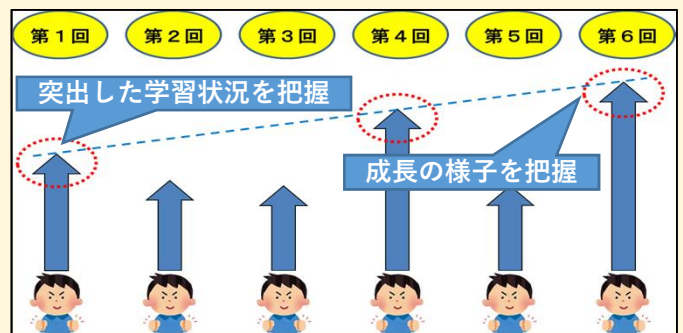 第1回
第2回
第3回
第4回
第5回
第6回
突出した学習状況を把握
成長の様子を把握